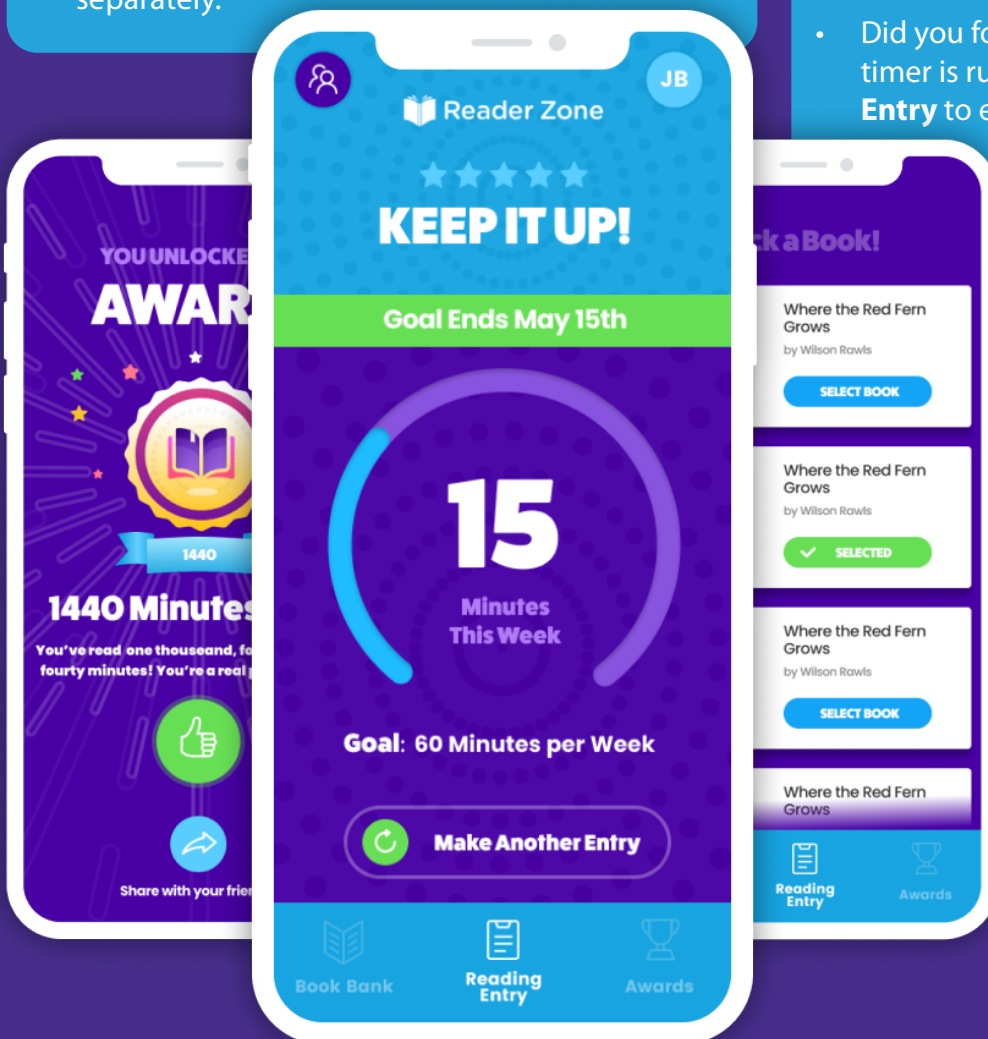 separately.
Did you fo
timer is ru
Entry to e
YOU UNLOCKE
AWAR
1440
1440 Minutes
You've read one thouseand, fo
fourty minutes! You're a real
Share with your frien
JB
Reader Zone
KEEP IT UP!
Goal Ends May 15th
15
Minutes
This Week
Goal: 60 Minutes per Week
Make Another Entry
Book Bank
Reading
Entry
Awards
ck a Book!
Where the Red Fern
Grows
by Wilson Rawls
SELECT BOOK
Where the Red Fern
Grows
by Wilson Rawls
SELECTED
Where the Red Fern
Grows
by Wilson Rawls
SELECT BOOK
Where the Red Fern
Grows
Reading
Entry
Awards